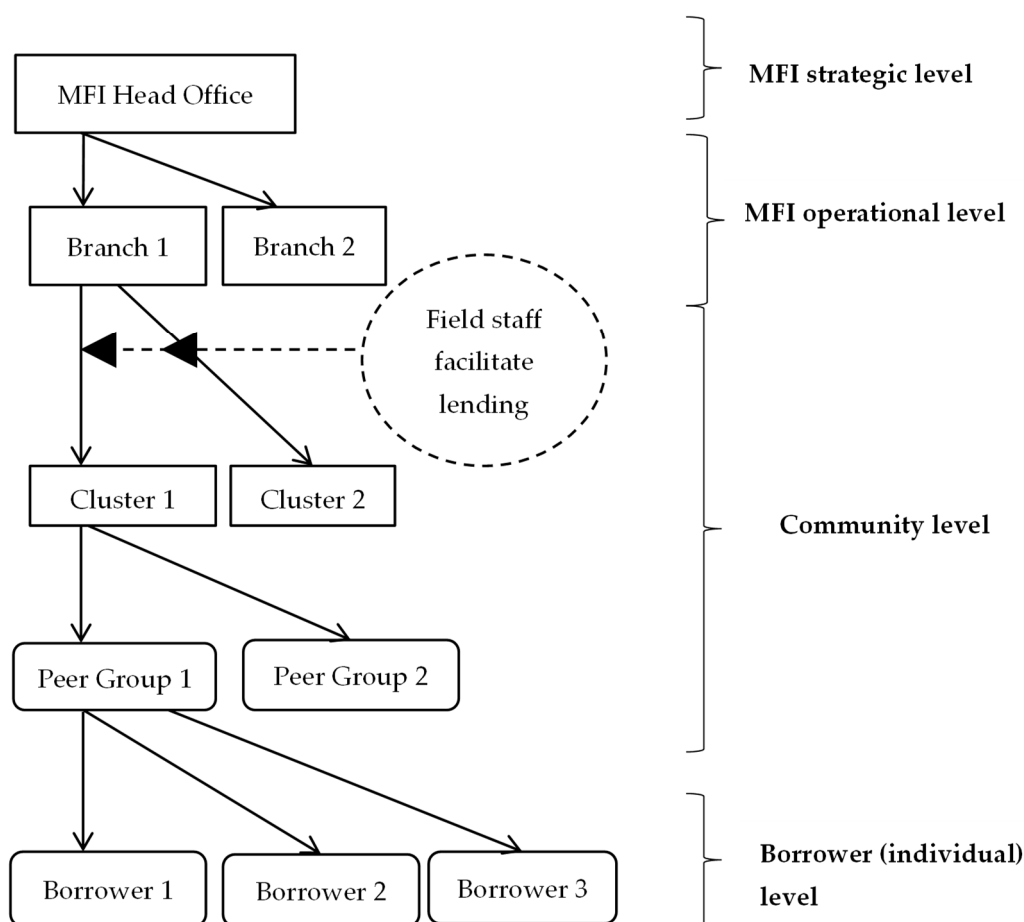 MFI Head Office
MFI strategic level
Branch 1
Branch 2
MFI operational level
Field staff
facilitate
lending
Cluster 1
Cluster 2
Community level
Peer Group 1
Peer Group 2
Borrower 1
Borrower 2
Borrower 3
Borrower (individual)
level